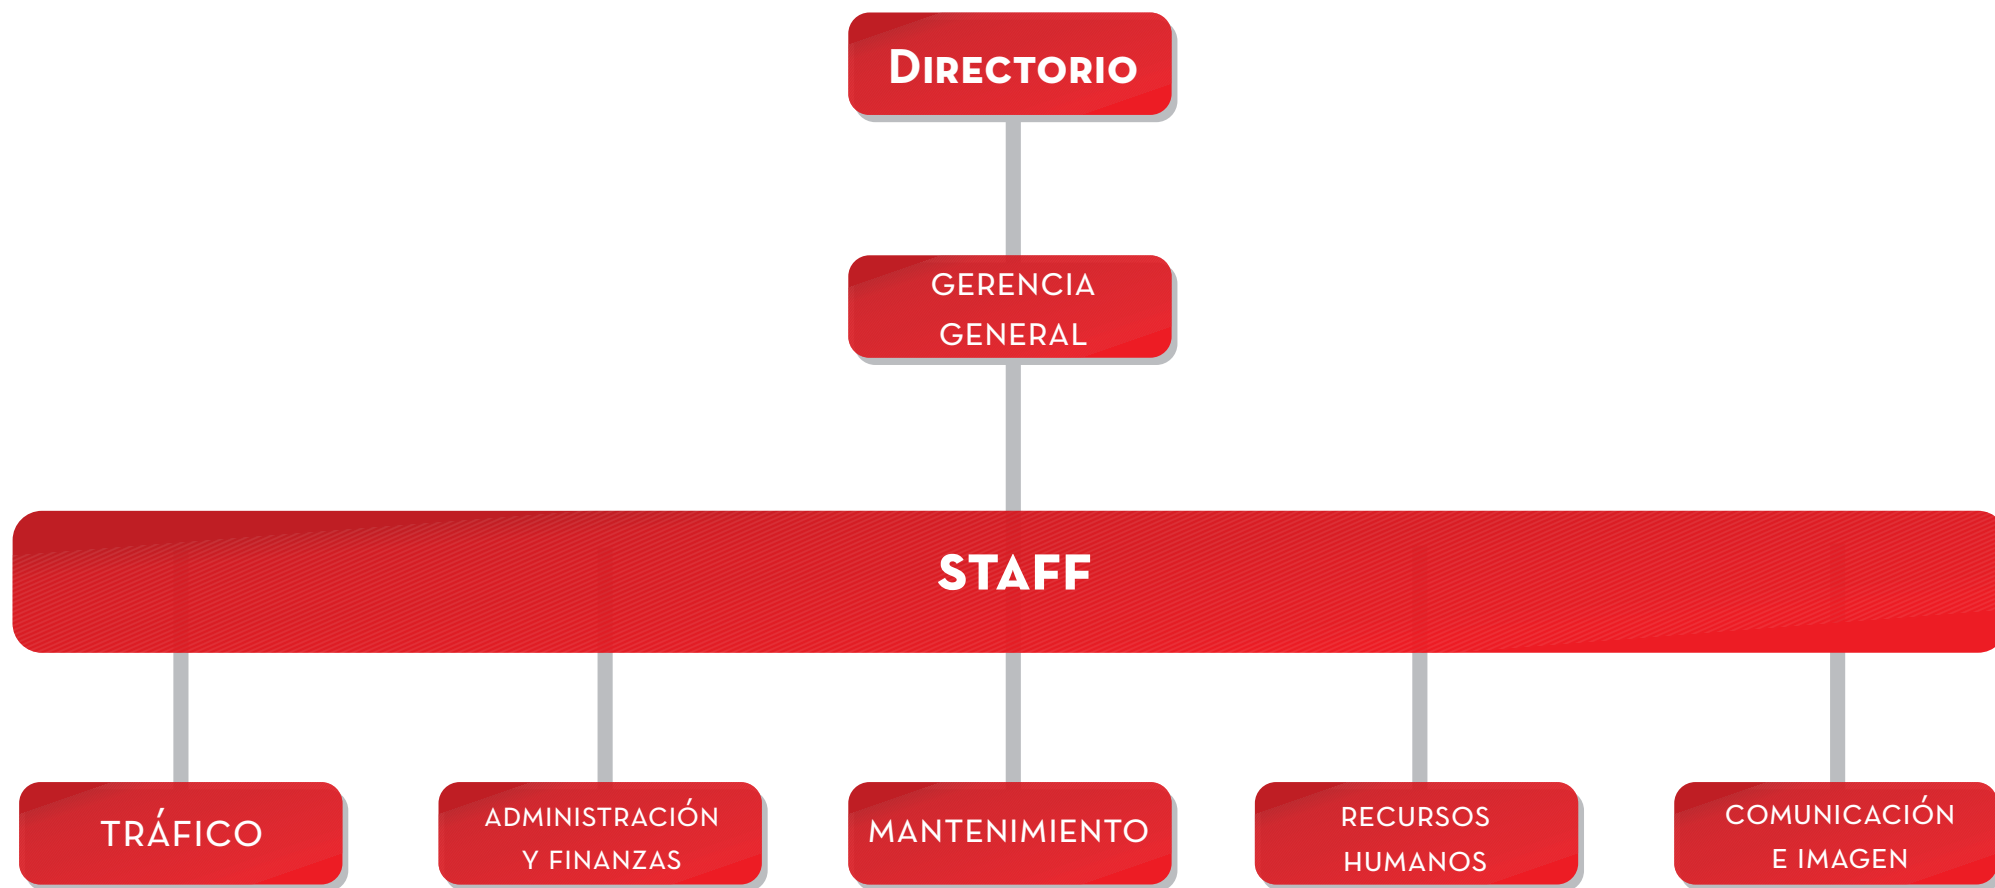 DIRECTORIO
GERENCIA
GENERAL
STAFF
TRÁFICO
ADMINISTRACIÓN
Y FINANZAS
MANTENIMIENTO
RECURSOS
HUMANOS
COMUNICACIÓN
E IMAGEN